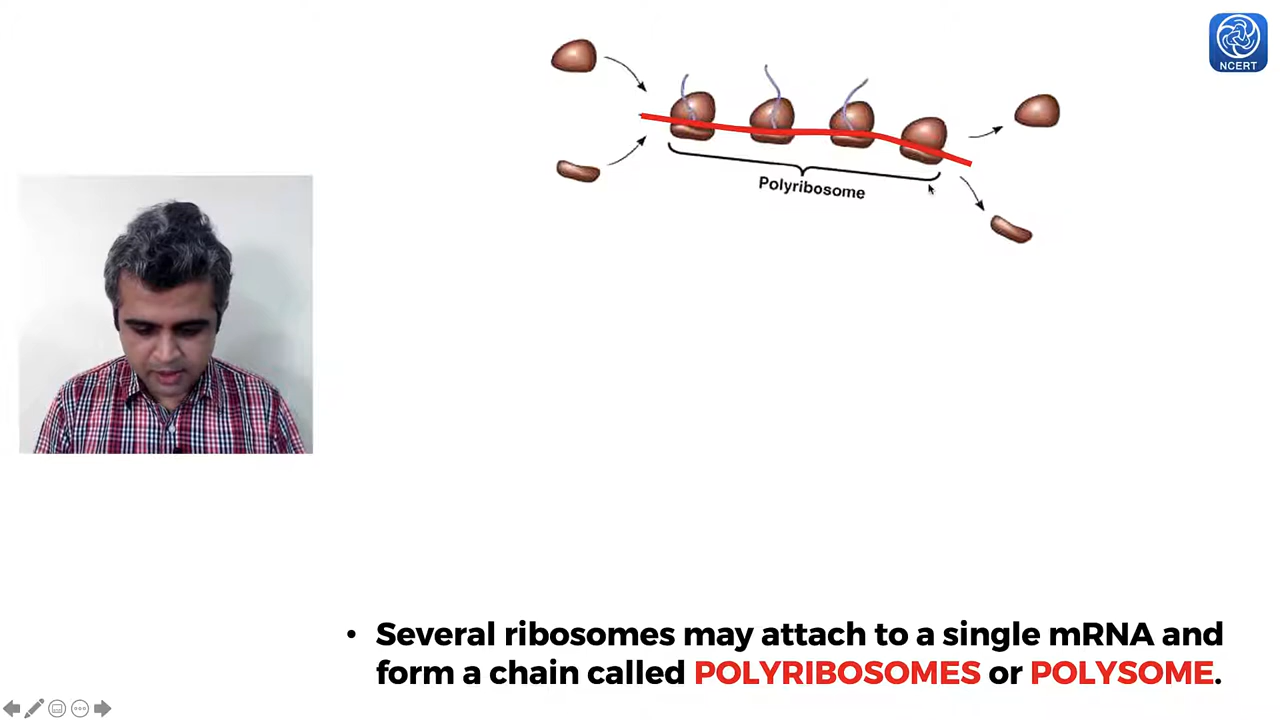 NCERT
Polyribosome
• Several ribosomes may attach to a single mRNA and
form a chain called POLYRIBOSOMES or POLYSOME.